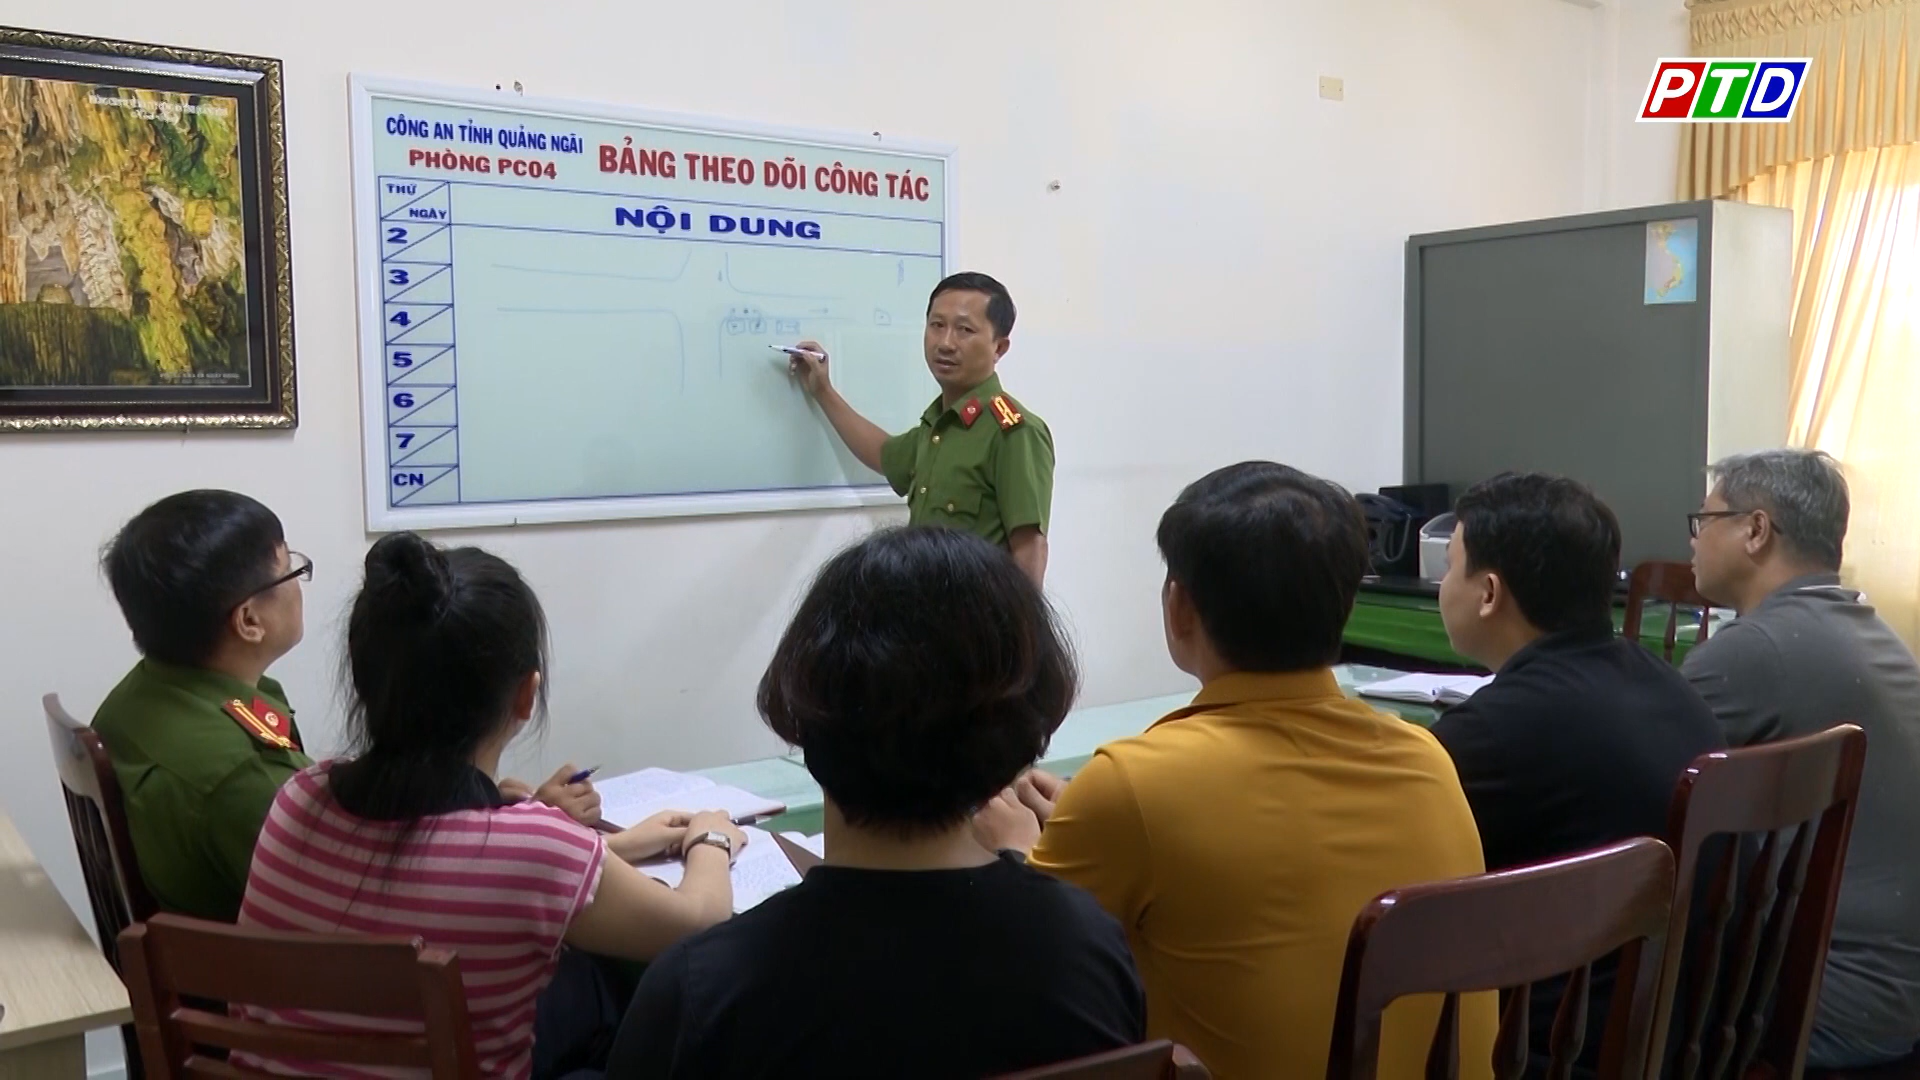 PTD
CÔNG AN TỈNH QUẢNG NGÃI
PHÒNG PC04
BẢNG THEO DÕI CÔNG TÁC
THỨ
NGÀY
NỘI DUNG
2
3
4
5
6
7
CN